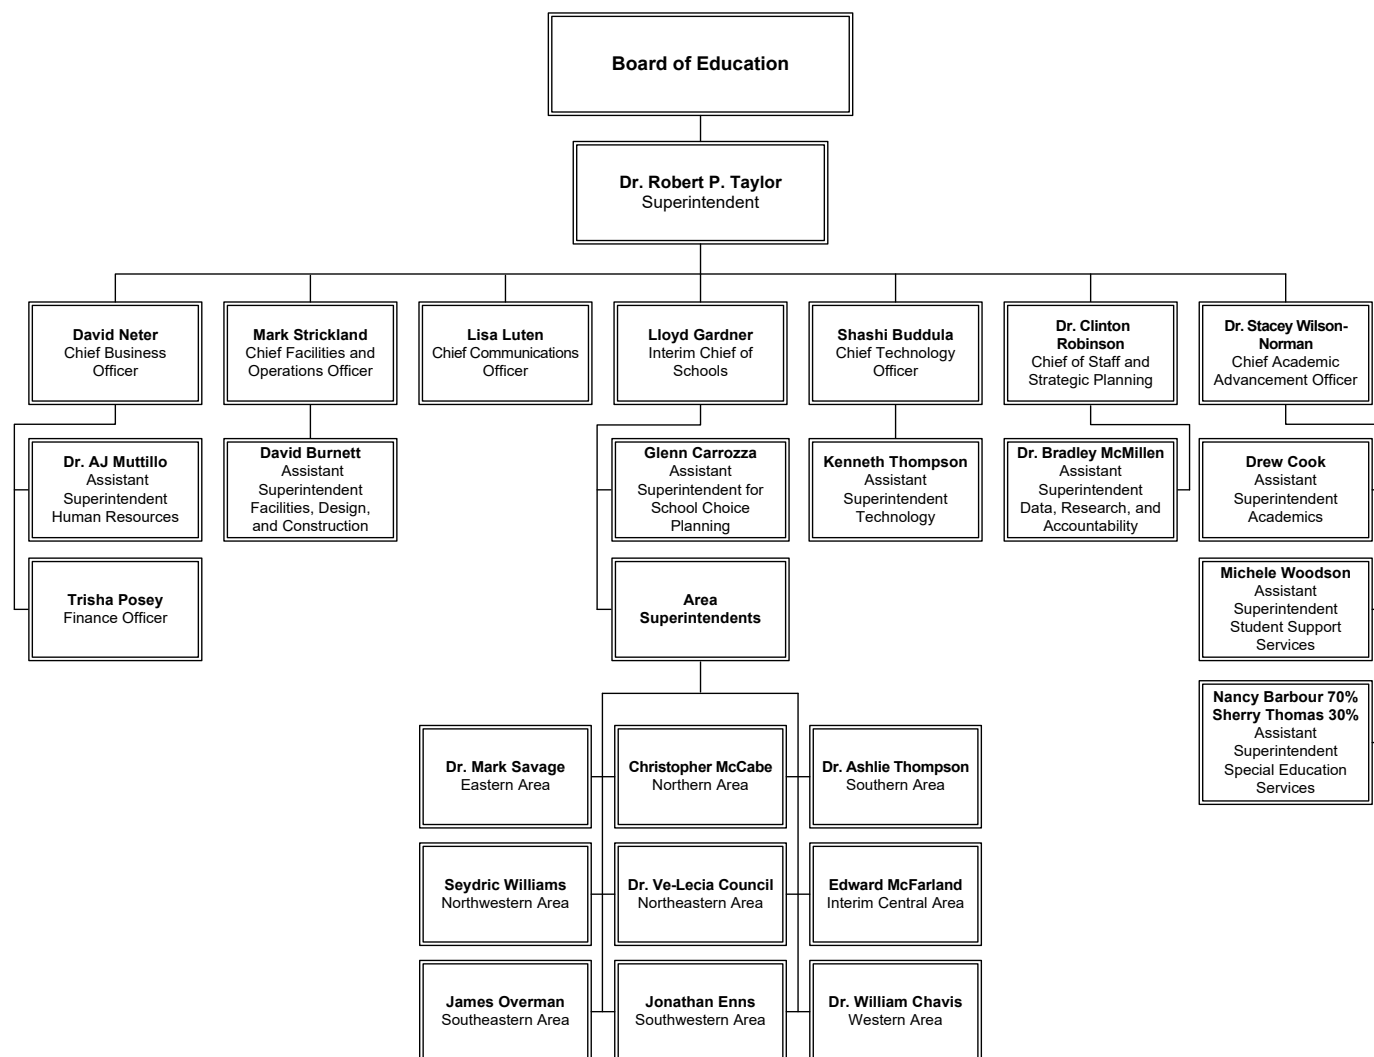 Board of Education
Dr. Robert P. Taylor
Superintendent
David Neter
Chief Business
Officer
Mark Strickland
Chief Facilities and
Operations Officer
Lisa Luten
Chief Communications
Officer
Lloyd Gardner
Interim Chief of
Schools
Shashi Buddula
Chief Technology
Officer
Dr. Clinton
Robinson
Chief of Staff and
Strategic Planning
Dr. Stacey Wilson-
Norman
Chief Academic
Advancement Officer
Dr. AJ Muttillo
Assistant
Superintendent
Human Resources
David Burnett
Assistant
Superintendent
Facilities, Design,
and Construction
Glenn Carrozza
Assistant
Superintendent for
School Choice
Planning
Kenneth Thompson
Assistant
Superintendent
Technology
Dr. Bradley McMillen
Assistant
Superintendent
Data, Research, and
Accountability
Drew Cook
Assistant
Superintendent
Academics
Trisha Posey
Finance Officer
Area
Superintendents
Michele Woodson
Assistant
Superintendent
Student Support
Services
Nancy Barbour 70%
Sherry Thomas 30%
Assistant
Superintendent
Special Education
Services
Dr. Mark Savage
Eastern Area
Christopher McCabe
Northern Area
Dr. Ashlie Thompson
Southern Area
Seydric Williams
Northwestern Area
Dr. Ve-Lecia Council
Northeastern Area
Edward McFarland
Interim Central Area
James Overman
Southeastern Area
Jonathan Enns
Southwestern Area
Dr. William Chavis
Western Area